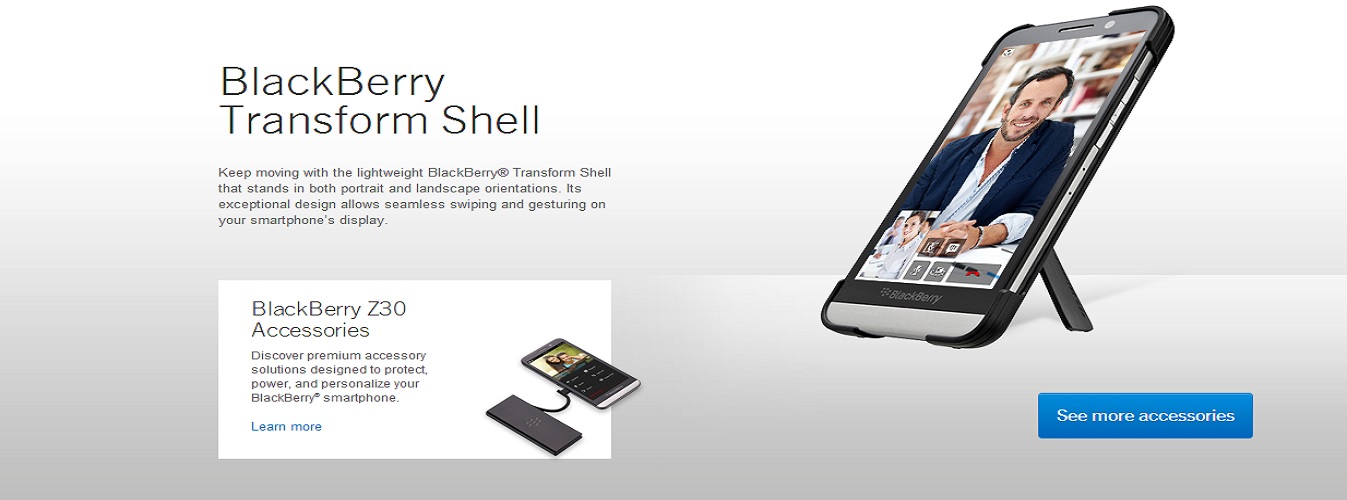 BlackBerry
Transform Shell
Keep moving with the lightweight BlackBerry® Transform Shell
that stands in both portrait and landscape orientations. Its
exceptional design allows seamless swiping and gesturing on
your smartphone's display.
BlackBerry Z30
Accessories
Discover premium accessory
solutions designed to protect,
power, and personalize your
BlackBerry® smartphone.
Learn more
BlackBerry
See more accessories